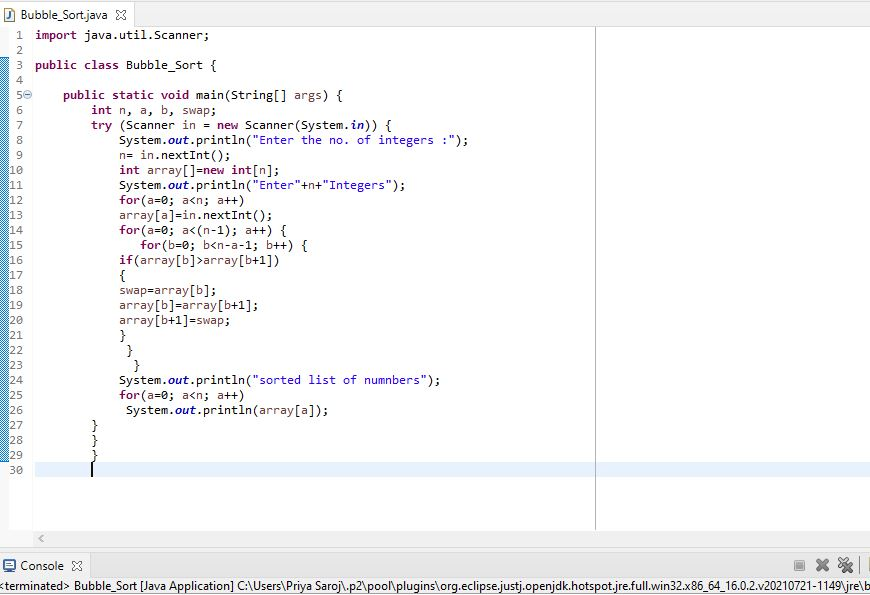 Bubble_Sort.java
1 import java.util.Scanner;
2
3 public class Bubble_Sort {
4
5 public static void main(String[] args) {
6 int n, a, b, swap;
7 try (Scanner in = new Scanner(System.in)) {
8 System.out.println("Enter the no. of integers :");
9 n= in.nextInt();
10 int array[]=new int[n];
11 System.out.println("Enter"+n+"Integers");
12 for(a=0; a<n; a++)
13 array[a]=in.nextInt();
14 for(a=0; a<(n-1); a++) {
15 for(b=0; b<n-a-1; b++) {
16 if(array[b]>array[b+1])
17 {
18 swap=array[b];
19 array[b]=array[b+1];
20 array[b+1]=swap;
21 }
22 }
23 }
24 System.out.println("sorted list of numnbers");
25 for(a=0; a<n; a++)
26 System.out.println(array[a]);
27 }
28 }
29 }
30
Console
<terminated> Bubble_Sort [Java Application] C:\Users\Priya Saroj\.p2\pool\plugins\org.eclipse.justj.openjdk.hotspot.jre.full.win32.x86_64_16.0.2.v20210721-1149\jre\b